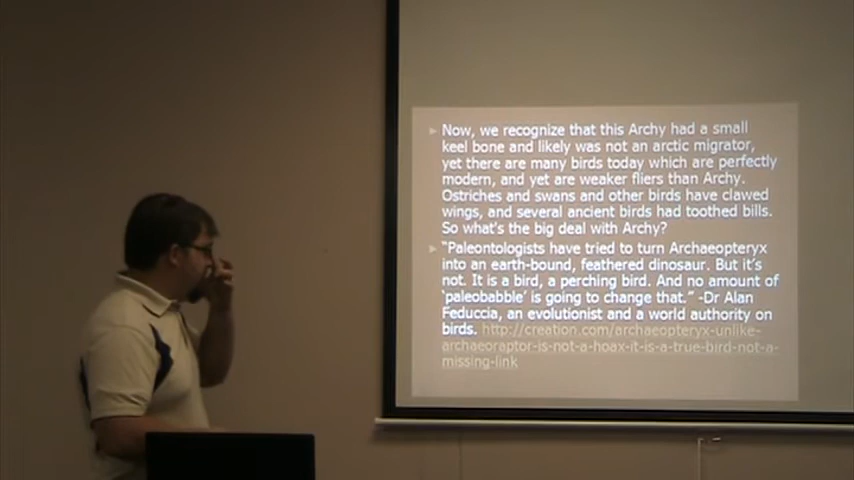 Now, we recognize that this Archy had a small
keel bone and likely was not an arctic migrator,
yet there are many birds today which are perfectly
modern, and yet are weaker fliers than Archy.
Ostriches and swans and other birds have clawed
wings, and several ancient birds had toothed bills.
So what's the big deal with Archy?
"Paleontologists have tried to turn Archaeopteryx
into an earth-bound, feathered dinosaur. But it's
not. It is a bird, a perching bird. And no amount of
'paleobabble' is going to change that." -Dr Alan
Feduccia, an evolutionist and a world authority on
birds. http://creation.com/archaeopteryx-unlike-
archaeoraptor-is-not-a-hoax-it-is-a-true-bird-not-a-
missing-link